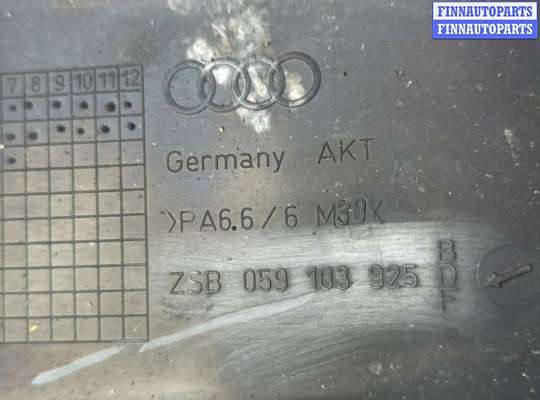 FINNAUTOPARTS
FINNAUTOPARTS
7 8 9 10 11 12
Germany AKT
>PA6.6/6 M30<
B
ZSB 059 103 925 D
F